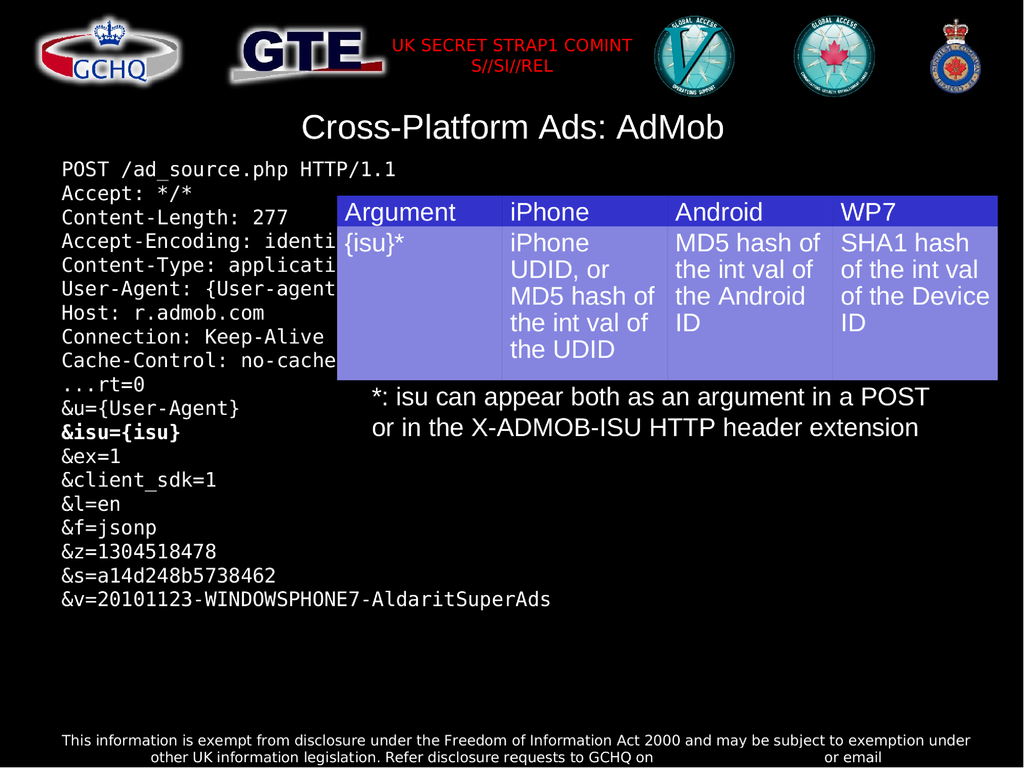 GCHQ
GTE
UK SECRET STRAP1 COMINT
S//SI//REL
GLOBAL ACCESS
V
OPERATIONS SUPPORT
GLOBAL ACCESS
Cross-Platform Ads: AdMob
POST /ad_source.php HTTP/1.1
Accept: */*
Content-Length: 277
Accept-Encoding: identi
Content-Type: applicati
User-Agent: {User-agent
Host: r.admob.com
Connection: Keep-Alive
Cache-Control: no-cache
...rt=0
&u={User-Agent}
&isu={isu}
&ex=1
&client_sdk=1
&l=en
&f=jsonp
&z=1304518478
&s=a14d248b5738462
&v=20101123-WINDOWSPHONE7-AldaritSuperAds
Argument iPhone Android WP7
{isu}* iPhone MD5 hash of SHA1 hash
UDID, or the int val of of the int val
MD5 hash of the Android of the Device
the int val of ID ID
the UDID
*: isu can appear both as an argument in a POST
or in the X-ADMOB-ISU HTTP header extension
This information is exempt from disclosure under the Freedom of Information Act 2000 and may be subject to exemption under
other UK information legislation. Refer disclosure requests to GCHQ on or email